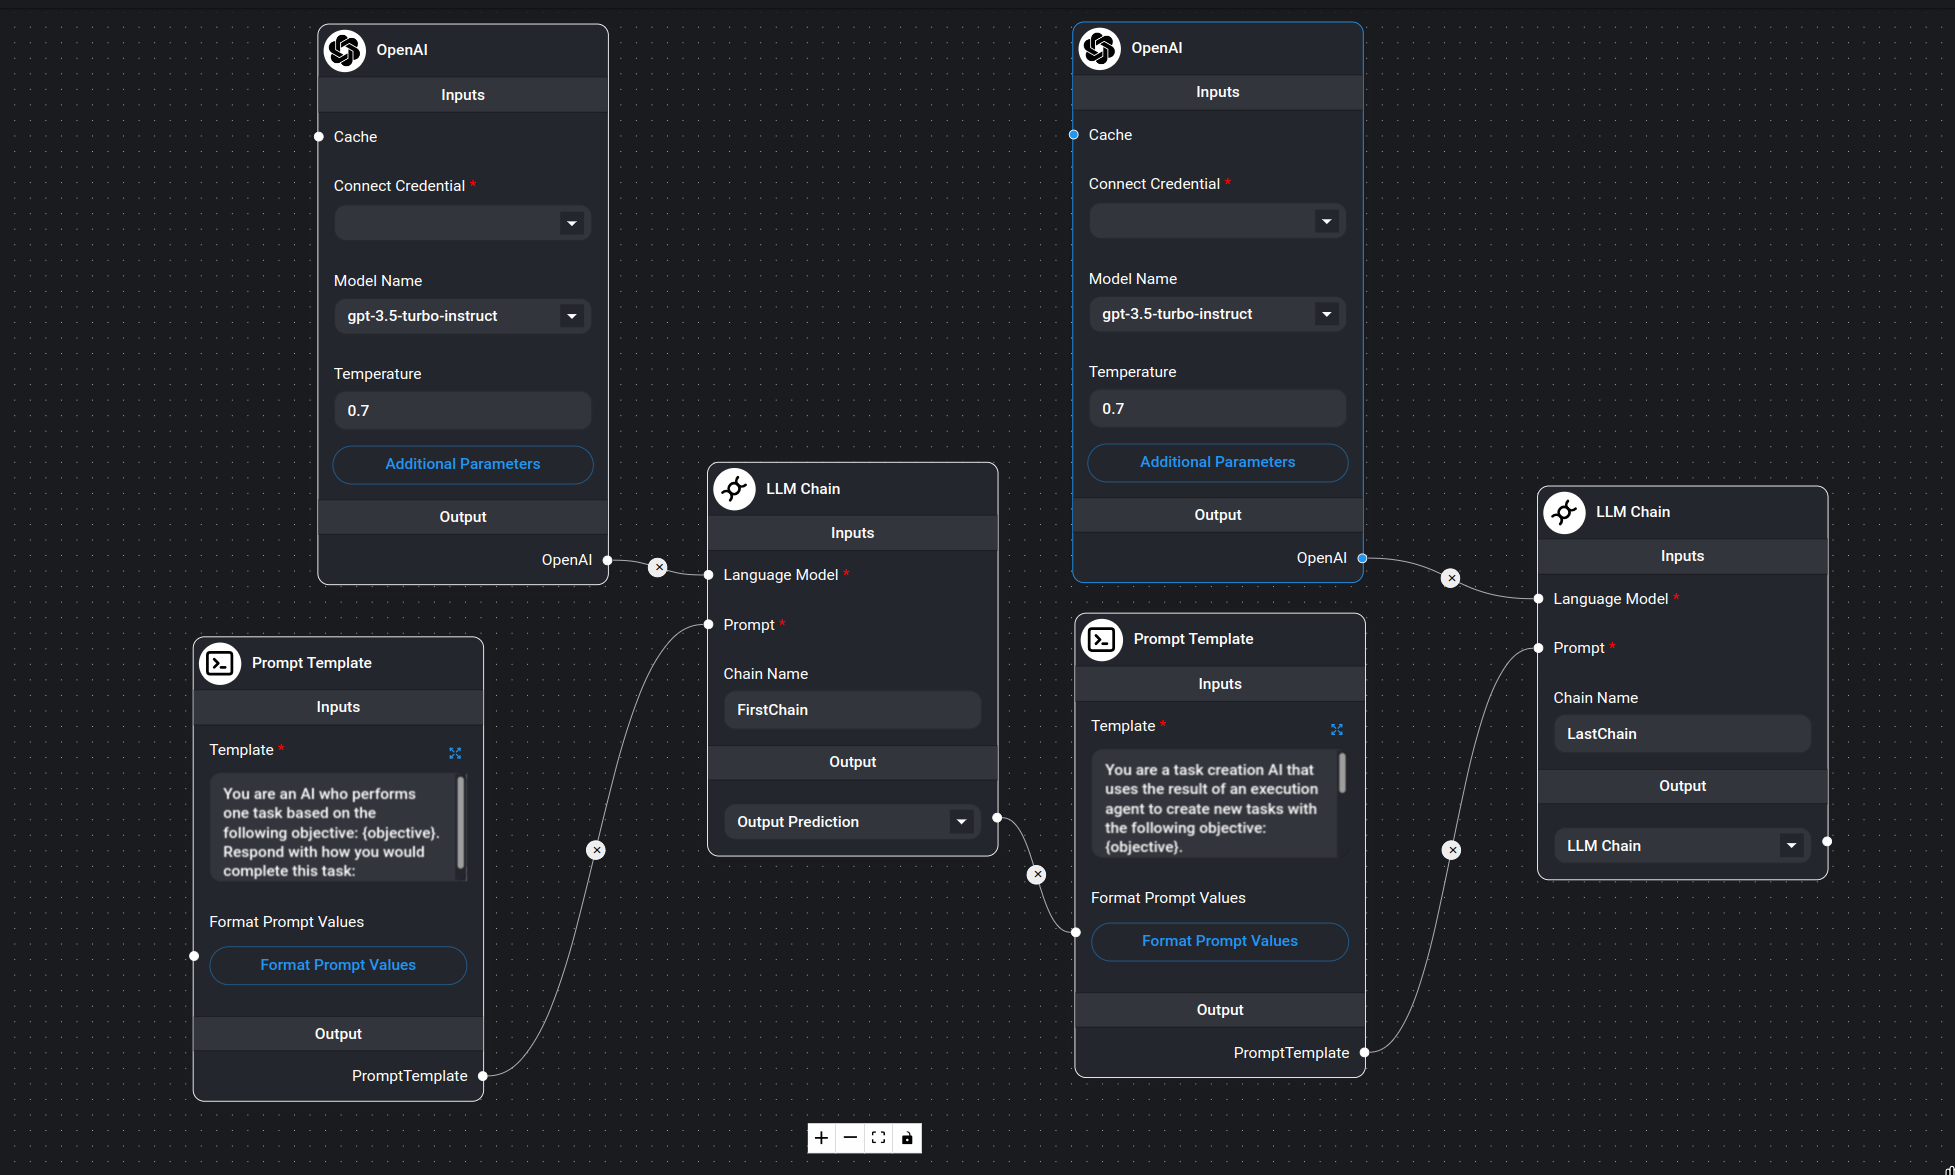 OpenAI
Inputs
Cache
Connect Credential *
Model Name
gpt-3.5-turbo-instruct
Temperature
0.7
Additional Parameters
Output
OpenAI
Prompt Template
Inputs
Template *
You are an AI who performs
one task based on the
following objective: {objective}.
Respond with how you would
complete this task:
Format Prompt Values
Format Prompt Values
Output
PromptTemplate
LLM Chain
Inputs
Language Model *
Prompt *
Chain Name
FirstChain
Output
Output Prediction
OpenAI
Inputs
Cache
Connect Credential *
Model Name
gpt-3.5-turbo-instruct
Temperature
0.7
Additional Parameters
Output
OpenAI
Prompt Template
Inputs
Template *
You are a task creation AI that
uses the result of an execution
agent to create new tasks with
the following objective:
{objective}.
Format Prompt Values
Format Prompt Values
Output
PromptTemplate
LLM Chain
Inputs
Language Model *
Prompt *
Chain Name
LastChain
Output
LLM Chain